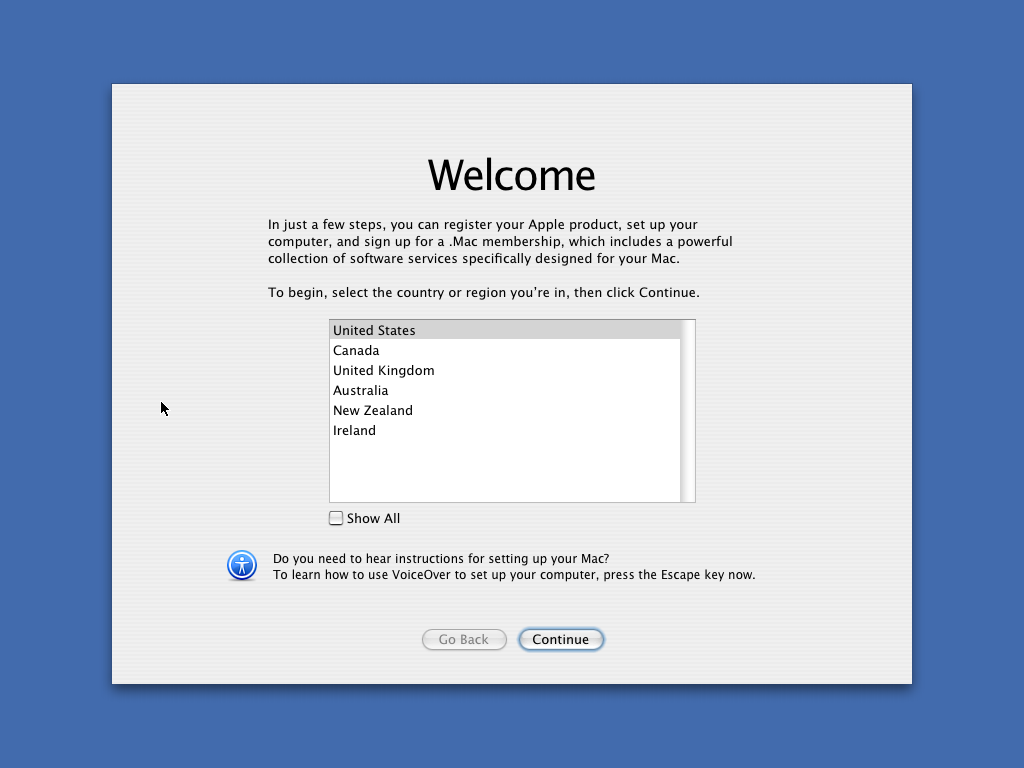 Welcome
In just a few steps, you can register your Apple product, set up your
computer, and sign up for a .Mac membership, which includes a powerful
collection of software services specifically designed for your Mac.
To begin, select the country or region you’re in, then click Continue.
United States
Canada
United Kingdom
Australia
New Zealand
Ireland
Show All
Do you need to hear instructions for setting up your Mac?
To learn how to use VoiceOver to set up your computer, press the Escape key now.
Go Back
Continue